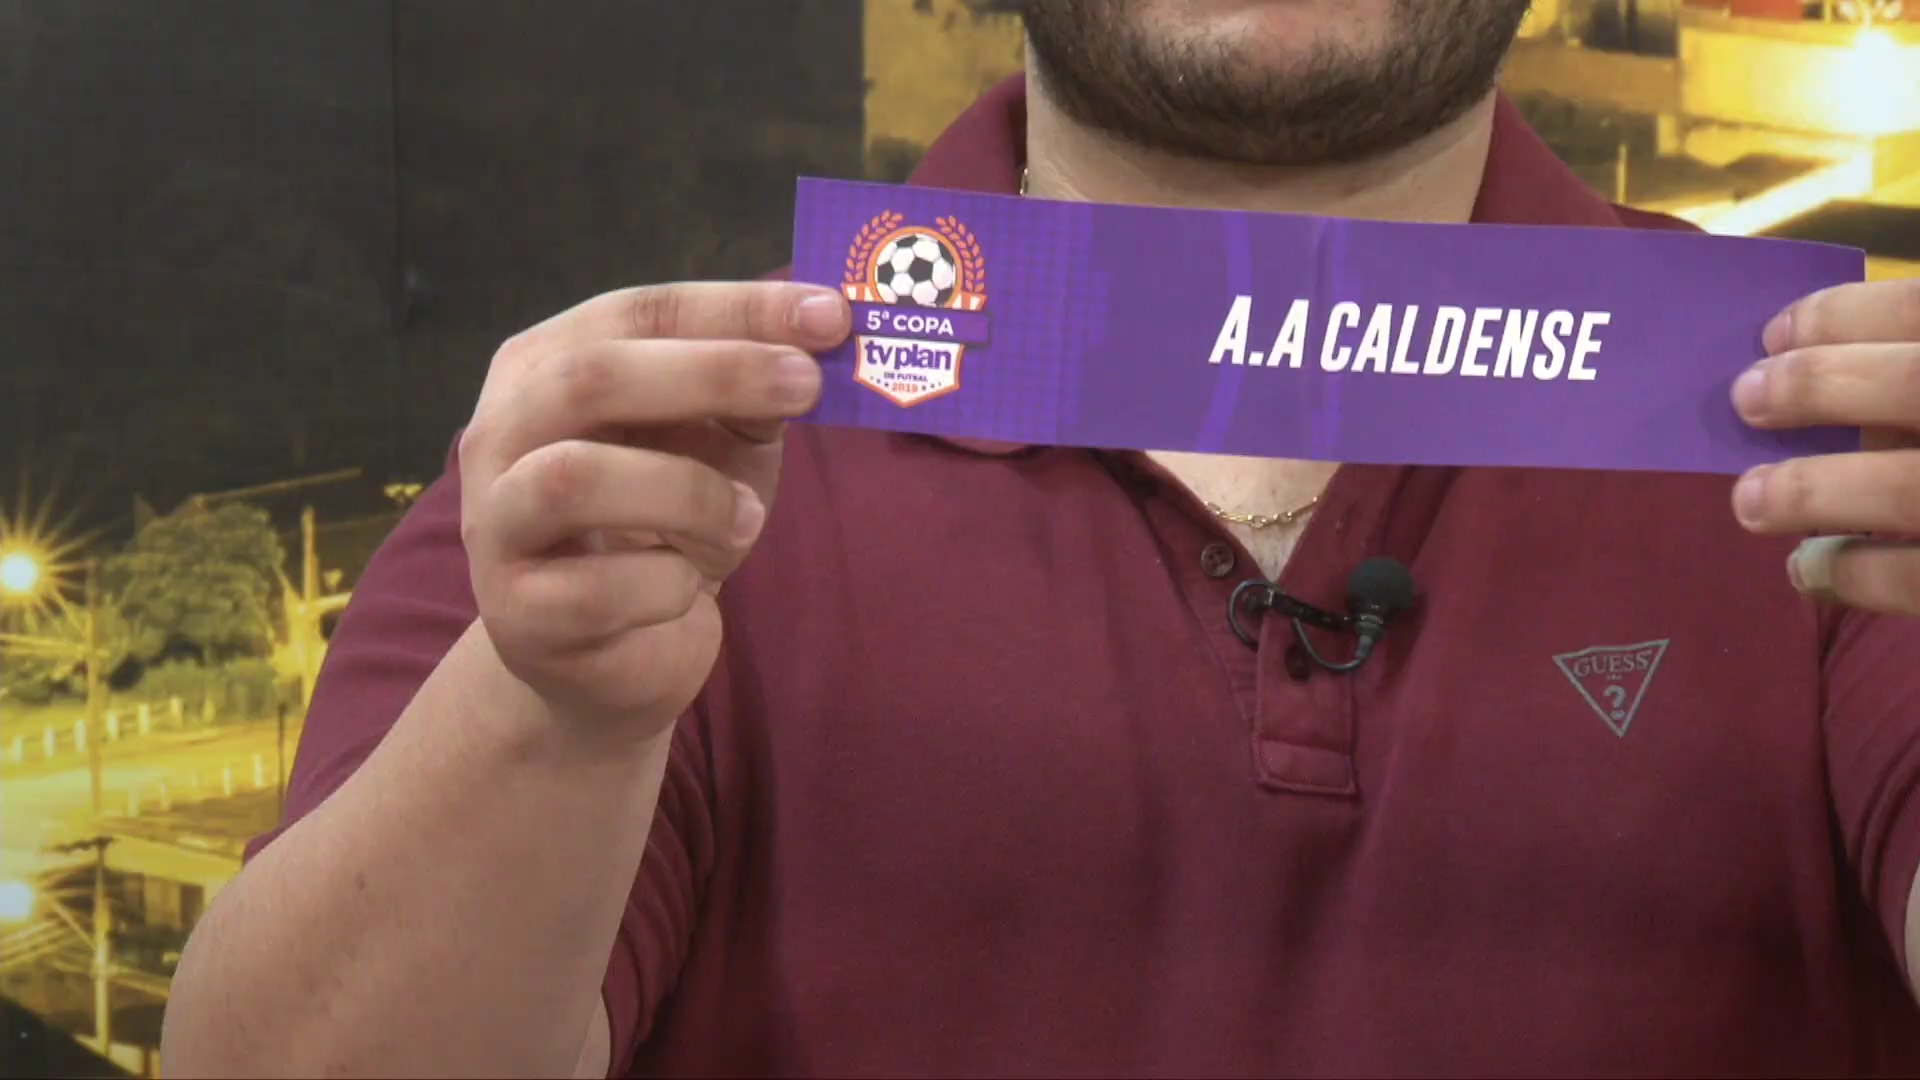 5ª COPA
tvplan
DE FUTSAL
2019
A.A CALDENSE
GUESS
?